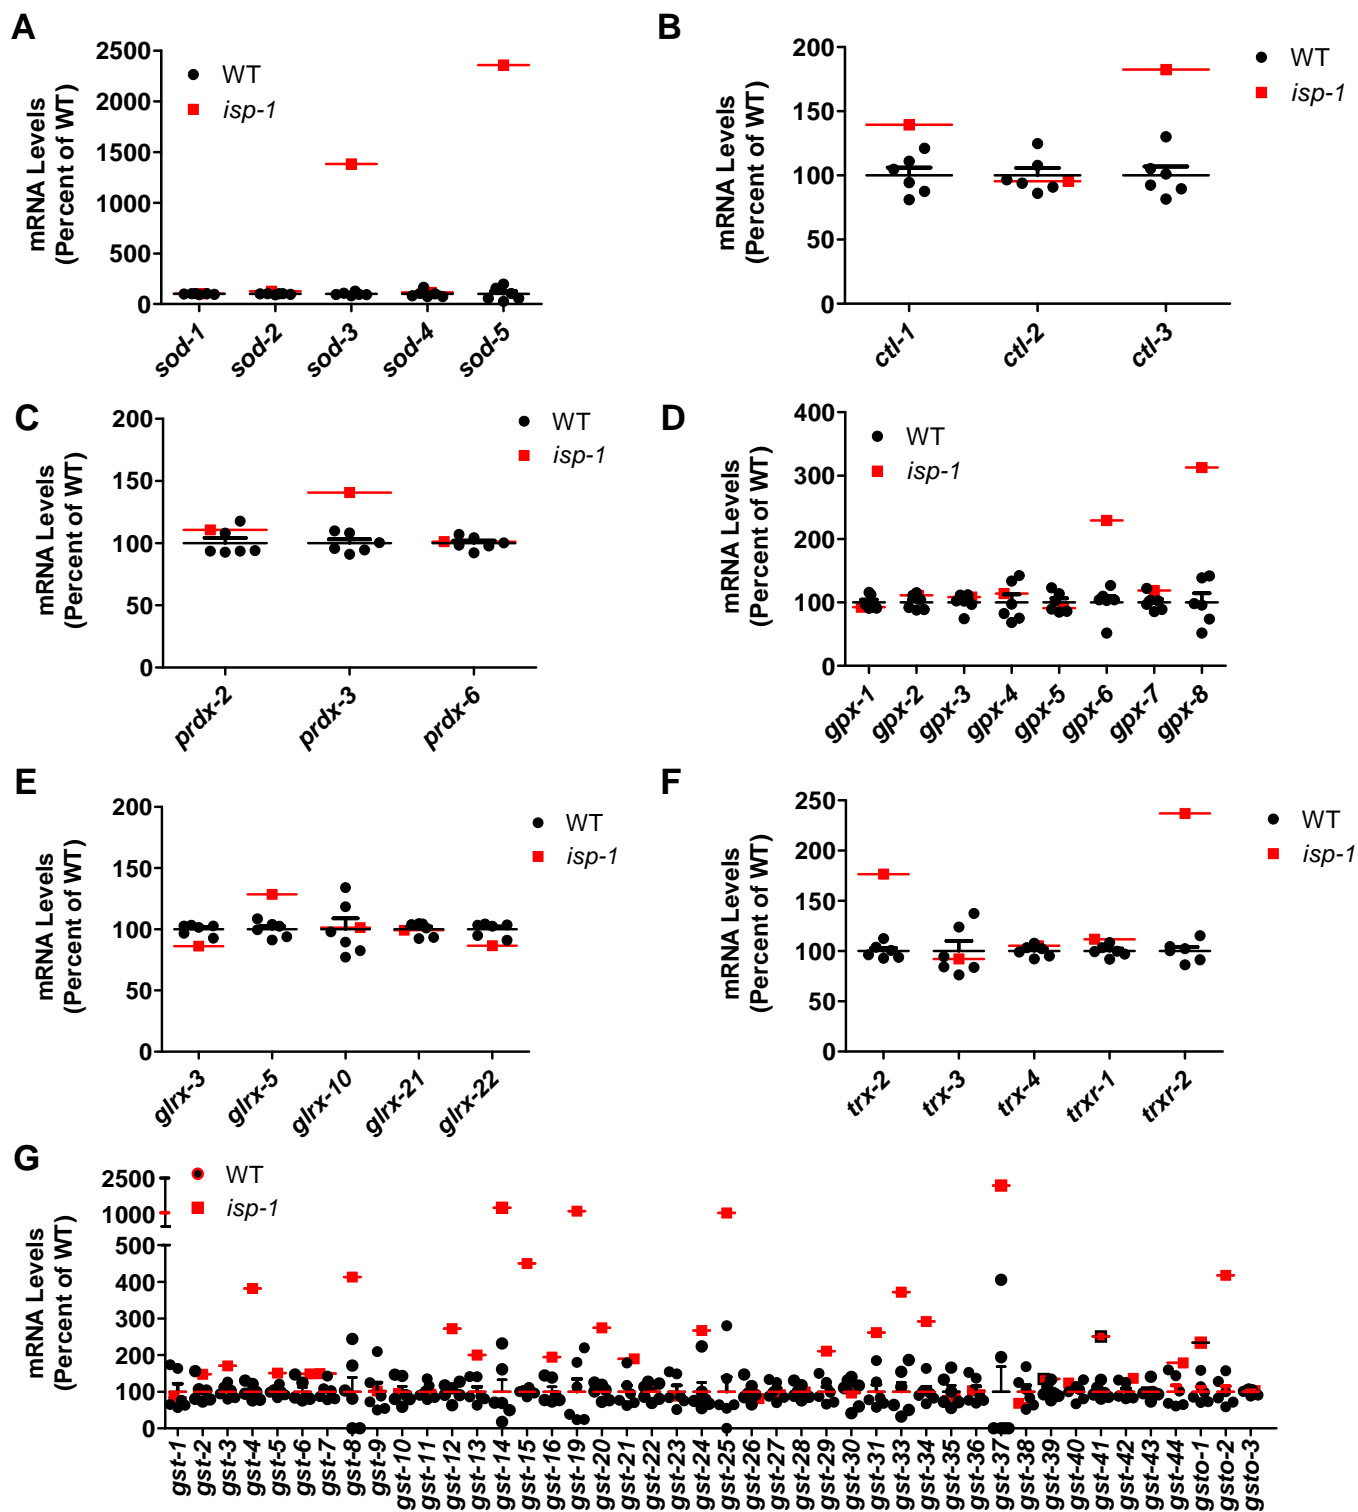 A
mRNA Levels
(Percent of WT)
2500
2000
1500
1000
500
0
WT
isp-1
sod-1
sod-2
sod-3
sod-4
sod-5
B
mRNA Levels
(Percent of WT)
200
150
100
50
0
WT
isp-1
ctl-1
ctl-2
ctl-3
C
mRNA Levels
(Percent of WT)
200
150
100
50
0
WT
isp-1
prdx-2
prdx-3
prdx-6
D
mRNA Levels
(Percent of WT)
400
300
200
100
0
WT
isp-1
gpx-1
gpx-2
gpx-3
gpx-4
gpx-5
gpx-6
gpx-7
gpx-8
E
mRNA Levels
(Percent of WT)
200
150
100
50
0
WT
isp-1
glrx-3
glrx-5
glrx-10
glrx-21
glrx-22
F
mRNA Levels
(Percent of WT)
250
200
150
100
50
0
WT
isp-1
trx-2
trx-3
trx-4
trxr-1
trxr-2
G
mRNA Levels
(Percent of WT)
2500
1000
500
400
300
200
100
0
WT
isp-1
gst-1
gst-2
gst-3
gst-4
gst-5
gst-6
gst-7
gst-8
gst-9
gst-10
gst-11
gst-12
gst-13
gst-14
gst-15
gst-16
gst-19
gst-20
gst-21
gst-22
gst-23
gst-24
gst-25
gst-26
gst-27
gst-28
gst-29
gst-30
gst-31
gst-33
gst-34
gst-35
gst-36
gst-37
gst-38
gst-39
gst-40
gst-41
gst-42
gst-43
gst-44
gsto-1
gsto-2
gsto-3